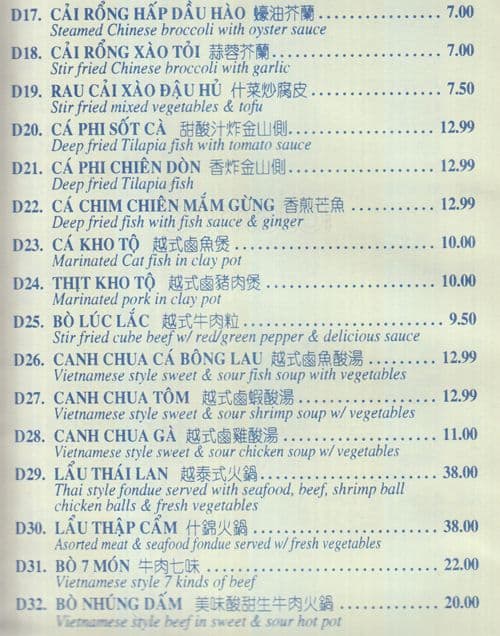 D17. CẢI RỔNG HẤP DẦU HÀO 蠔油芥蘭 .................. 7.00
Steamed Chinese broccoli with oyster sauce
D18. CẢI RỔNG XÀO TỎI 蒜蓉芥蘭 .................. 7.00
Stir fried Chinese broccoli with garlic
D19. RAU CẢI XÀO ĐẬU HỦ 什菜炒腐皮 .................. 7.50
Stir fried mixed vegetables & tofu
D20. CÁ PHI SỐT CÀ 甜酸汁炸金山側 .................. 12.99
Deep fried Tilapia fish with tomato sauce
D21. CÁ PHI CHIÊN DÒN 香炸金山側 .................. 12.99
Deep fried Tilapia fish
D22. CÁ CHIM CHIÊN MẮM GỪNG 香煎芒魚 .................. 12.99
Deep fried fish with fish sauce & ginger
D23. CÁ KHO TỘ 越式鹵魚煲 .................. 10.00
Marinated Cat fish in clay pot
D24. THỊT KHO TỘ 越式鹵豬肉煲 .................. 10.00
Marinated pork in clay pot
D25. BÒ LÚC LẮC 越式牛肉粒 .................. 9.50
Stir fried cube beef w/ red/green pepper & delicious sauce
D26. CANH CHUA CÁ BÔNG LAU 越式鹵魚酸湯 .................. 12.99
Vietnamese style sweet & sour fish soup with vegetables
D27. CANH CHUA TÔM 越式鹵蝦酸湯 .................. 12.99
Vietnamese style sweet & sour shrimp soup w/ vegetables
D28. CANH CHUA GÀ 越式鹵雞酸湯 .................. 11.00
Vietnamese style sweet & sour chicken soup w/ vegetables
D29. LẨU THÁI LAN 越泰式火鍋 .................. 38.00
Thai style fondue served with seafood, beef, shrimp ball
chicken balls & fresh vegetables
D30. LẨU THẬP CẨM 什錦火鍋 .................. 38.00
Asorted meat & seafood fondue served w/ fresh vegetables
D31. BÒ 7 MÓN 牛肉七味 .................. 22.00
Vietnamese style 7 kinds of beef
D32. BÒ NHÚNG DẤM 美味酸甜生牛肉火鍋 .................. 20.00
Vietnamese style beef in sweet & sour hot pot